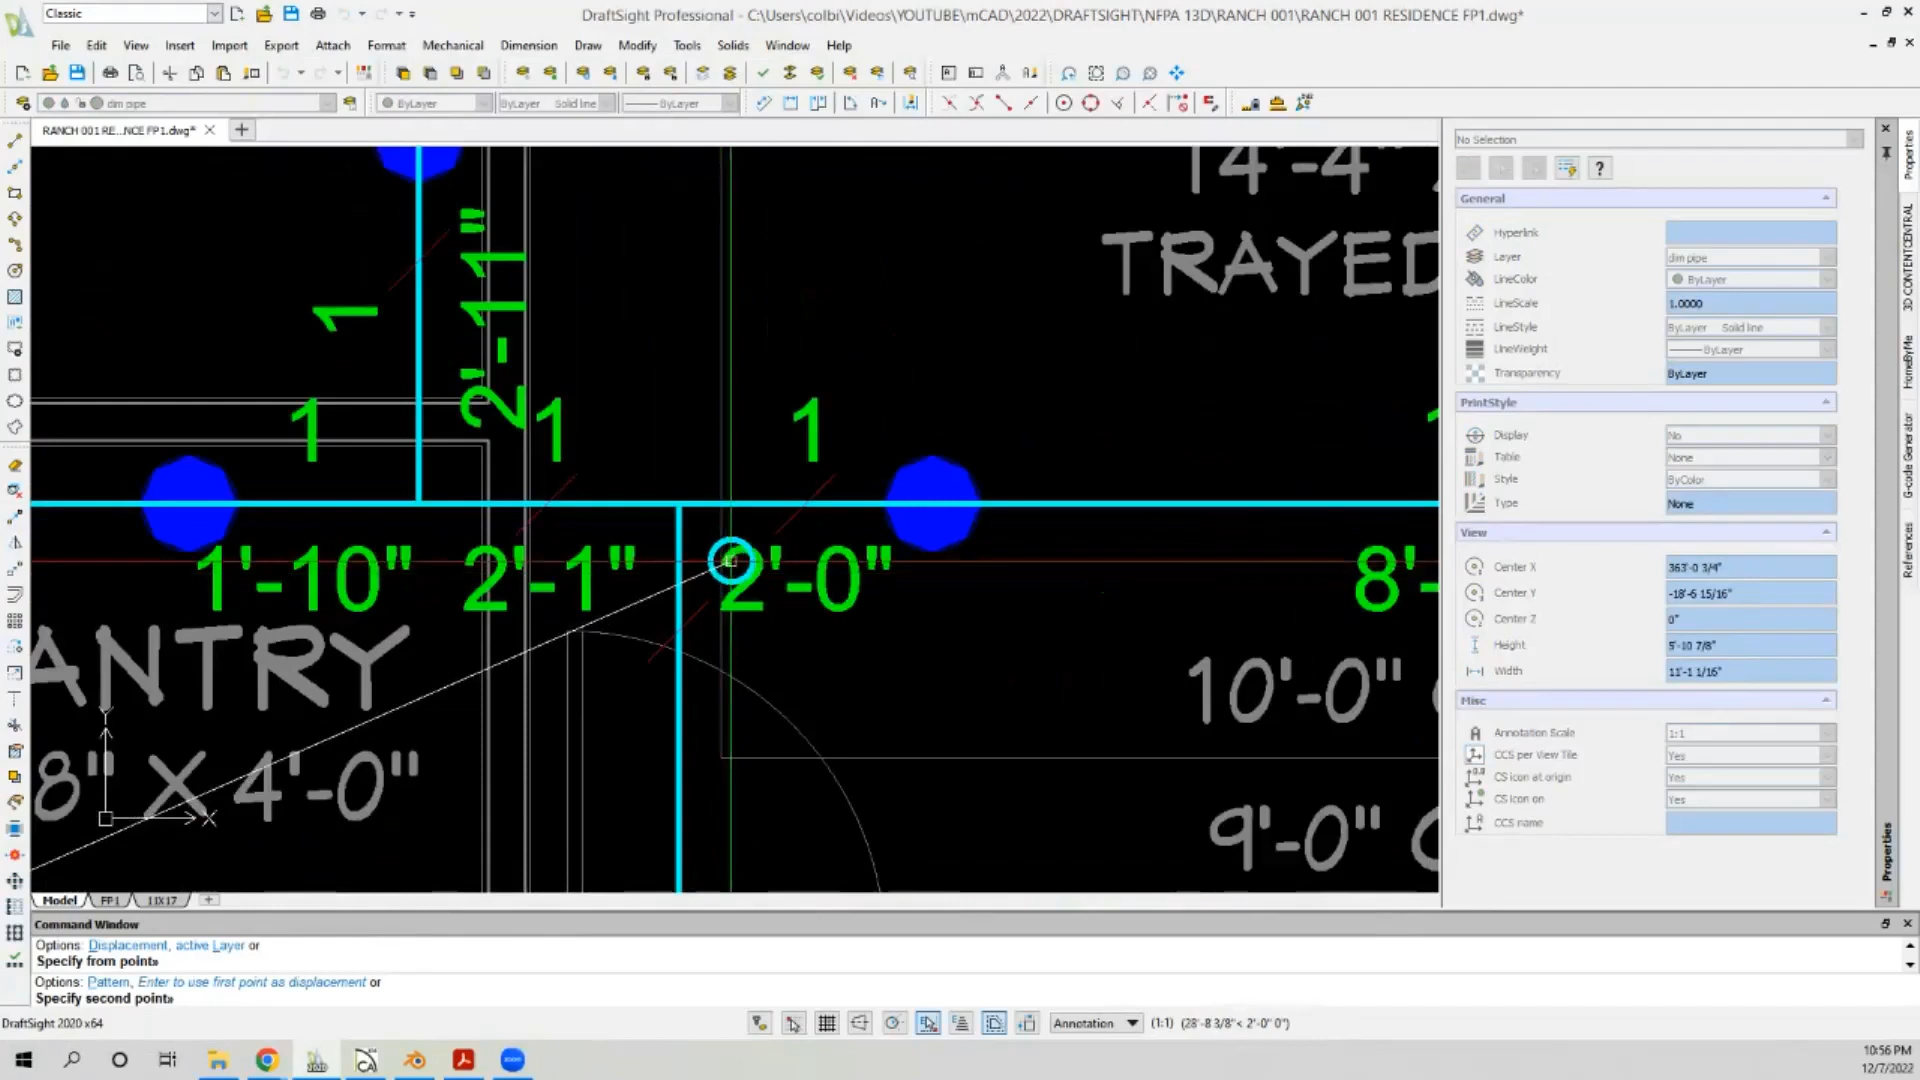 Classic
DraftSight Professional - C:\Users\colbi\Videos\YOUTUBE\mCAD\2022\DRAFTSIGHT\NFPA 13D\RANCH 001\RANCH 001 RESIDENCE FP1.dwg*
File Edit View Insert Import Export Attach Format Mechanical Dimension Draw Modify Tools Solids Window Help
dim pipe ByLayer ByLayer Solid line ByLayer
RANCH 001 RE...NCE FP1.dwg*
14'-4"
TRAYED
2'-11"
1
1 1 1
1'-10" 2'-1" 2'-0" 8'-
ANTRY
10'-0"
8" X 4'-0"
9'-0"
Y
X
No Selection
General
Hyperlink
Layer dim pipe
LineColor ByLayer
LineScale 1.0000
LineStyle ByLayer Solid line
LineWeight ByLayer
Transparency ByLayer
PrintStyle
Display No
Table None
Style ByColor
Type None
View
Center X 363'-0 3/4"
Center Y -18'-6 15/16"
Center Z 0"
Height 5'-10 7/8"
Width 11'-1 1/16"
Misc
Annotation Scale 1:1
CCS per View Tile Yes
CS icon at origin Yes
CS icon on Yes
CCS name
Properties
3D CONTENTCENTRAL
HomeByMe
G-code Generator
References
Properties
Model FP1 11X17
Command Window
Options: Displacement, active Layer or
Specify from point»
Options: Pattern, Enter to use first point as displacement or
Specify second point»
DraftSight 2020 x64
Annotation (1:1) (28'-8 3/8"< 2'-0" 0")
10:56 PM
12/7/2022